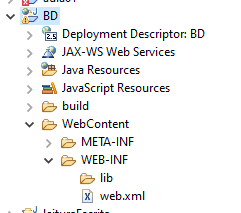 BD
Deployment Descriptor: BD
JAX-WS Web Services
Java Resources
JavaScript Resources
build
WebContent
META-INF
WEB-INF
lib
web.xml